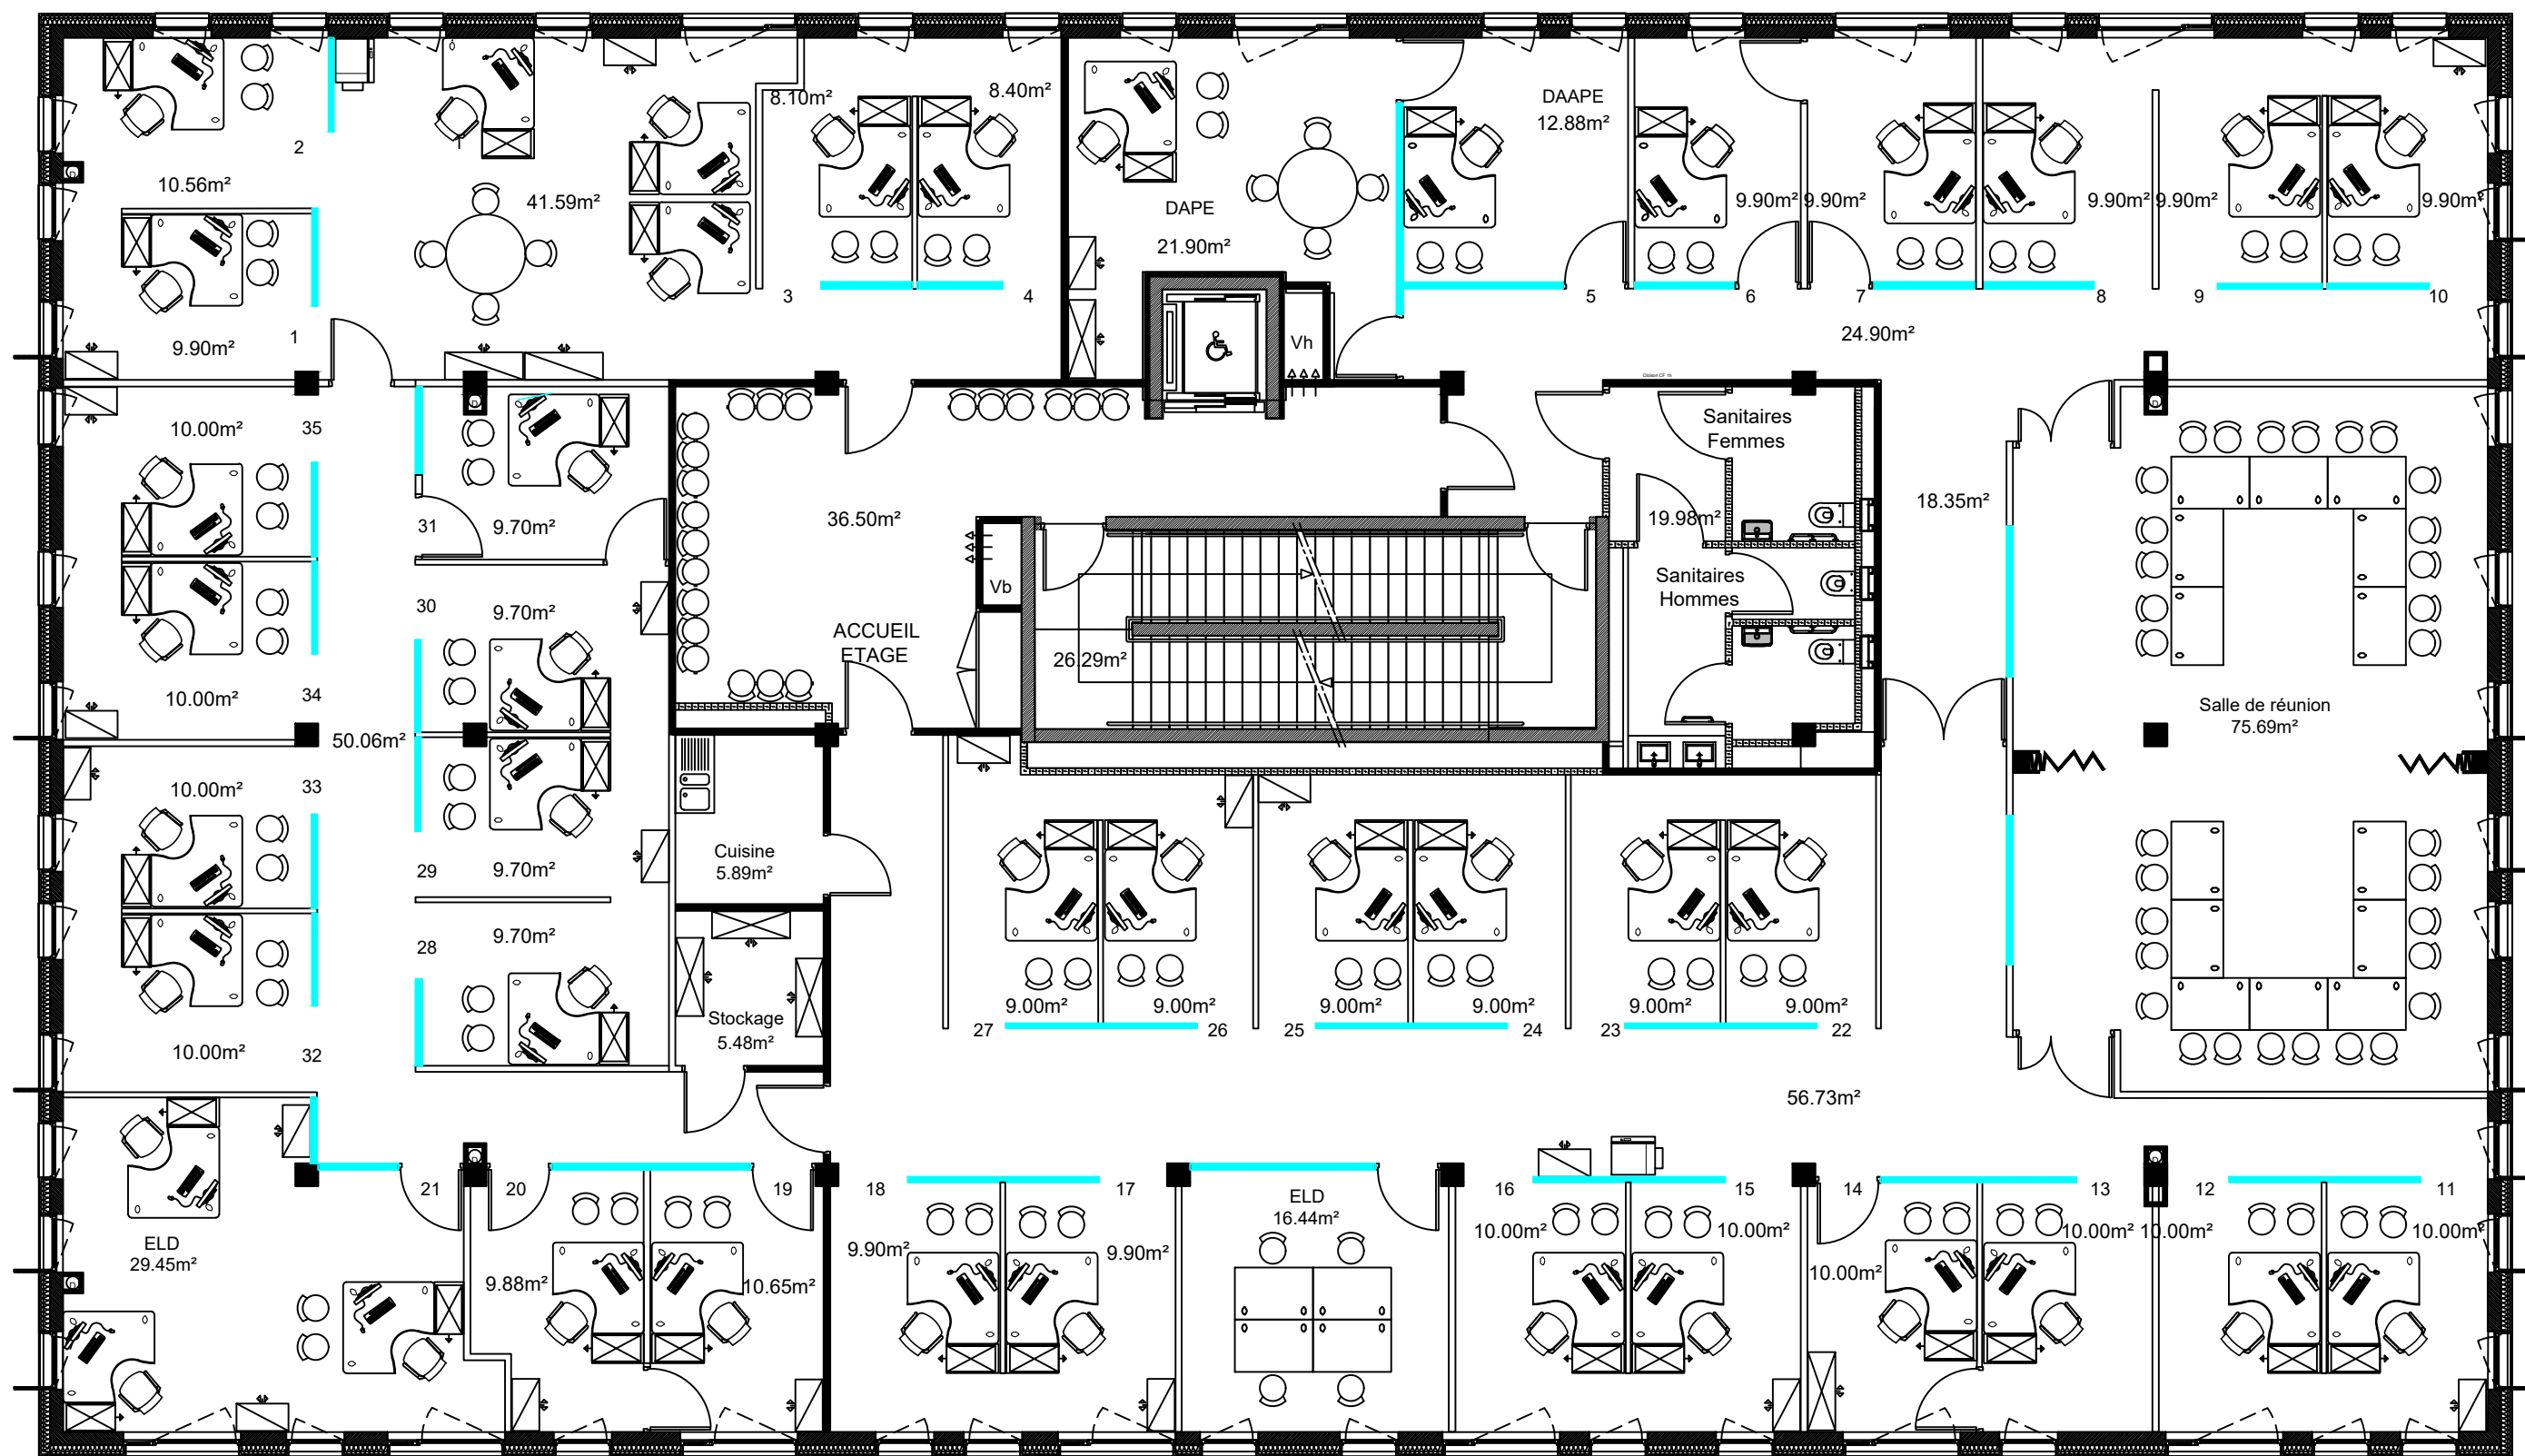 8.10m²
8.40m²
DAAPE
12.88m²
2
1
10.56m²
41.59m²
DAPE
21.90m²
9.90m²
9.90m²
9.90m²
9.90m²
9.90m²
3
4
5
6
7
8
9
10
1
9.90m²
Vh
24.90m²
Cloison CF 1h
10.00m²
35
Sanitaires
Femmes
31
9.70m²
36.50m²
19.98m²
18.35m²
30
9.70m²
Vb
Sanitaires
Hommes
ACCUEIL
ETAGE
26.29m²
10.00m²
34
Salle de réunion
75.69m²
50.06m²
10.00m²
33
29
9.70m²
Cuisine
5.89m²
28
9.70m²
9.00m²
9.00m²
9.00m²
9.00m²
9.00m²
9.00m²
Stockage
5.48m²
27
26
25
24
23
22
10.00m²
32
56.73m²
21
20
19
18
17
ELD
16.44m²
16
15
14
13
12
11
ELD
29.45m²
9.88m²
10.65m²
9.90m²
9.90m²
10.00m²
10.00m²
10.00m²
10.00m²
10.00m²
10.00m²